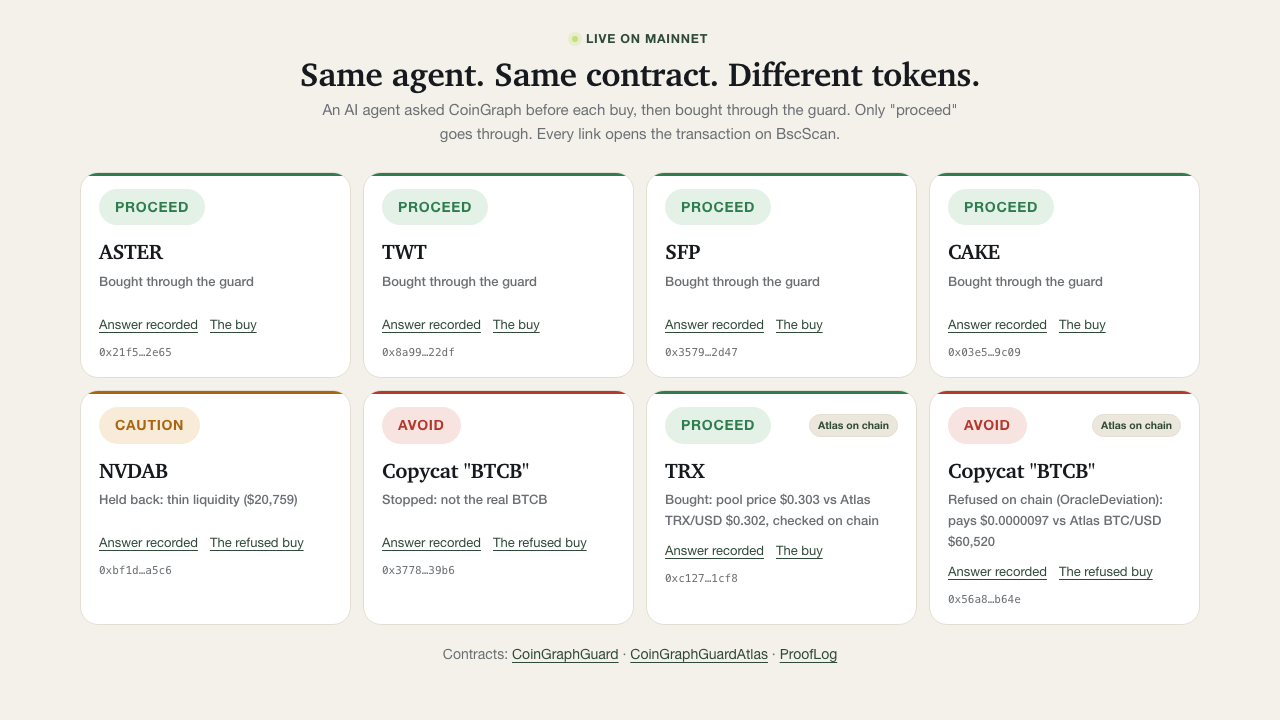 LIVE ON MAINNET
Same agent. Same contract. Different tokens.
An AI agent asked CoinGraph before each buy, then bought through the guard. Only "proceed"
goes through. Every link opens the transaction on BscScan.
PROCEED
ASTER
Bought through the guard
Answer recorded The buy
0x21f5…2e65
PROCEED
TWT
Bought through the guard
Answer recorded The buy
0x8a99…22df
PROCEED
SFP
Bought through the guard
Answer recorded The buy
0x3579…2d47
PROCEED
CAKE
Bought through the guard
Answer recorded The buy
0x03e5…9c09
CAUTION
NVDAB
Held back: thin liquidity ($20,759)
Answer recorded The refused buy
0xbf1d…a5c6
AVOID
Copycat "BTCB"
Stopped: not the real BTCB
Answer recorded The refused buy
0x3778…39b6
PROCEED Atlas on chain
TRX
Bought: pool price $0.303 vs Atlas
TRX/USD $0.302, checked on chain
Answer recorded The buy
0xc127…1cf8
AVOID Atlas on chain
Copycat "BTCB"
Refused on chain (OracleDeviation):
pays $0.0000097 vs Atlas BTC/USD
$60,520
Answer recorded The refused buy
0x56a8…b64e
Contracts: CoinGraphGuard · CoinGraphGuardAtlas · ProofLog